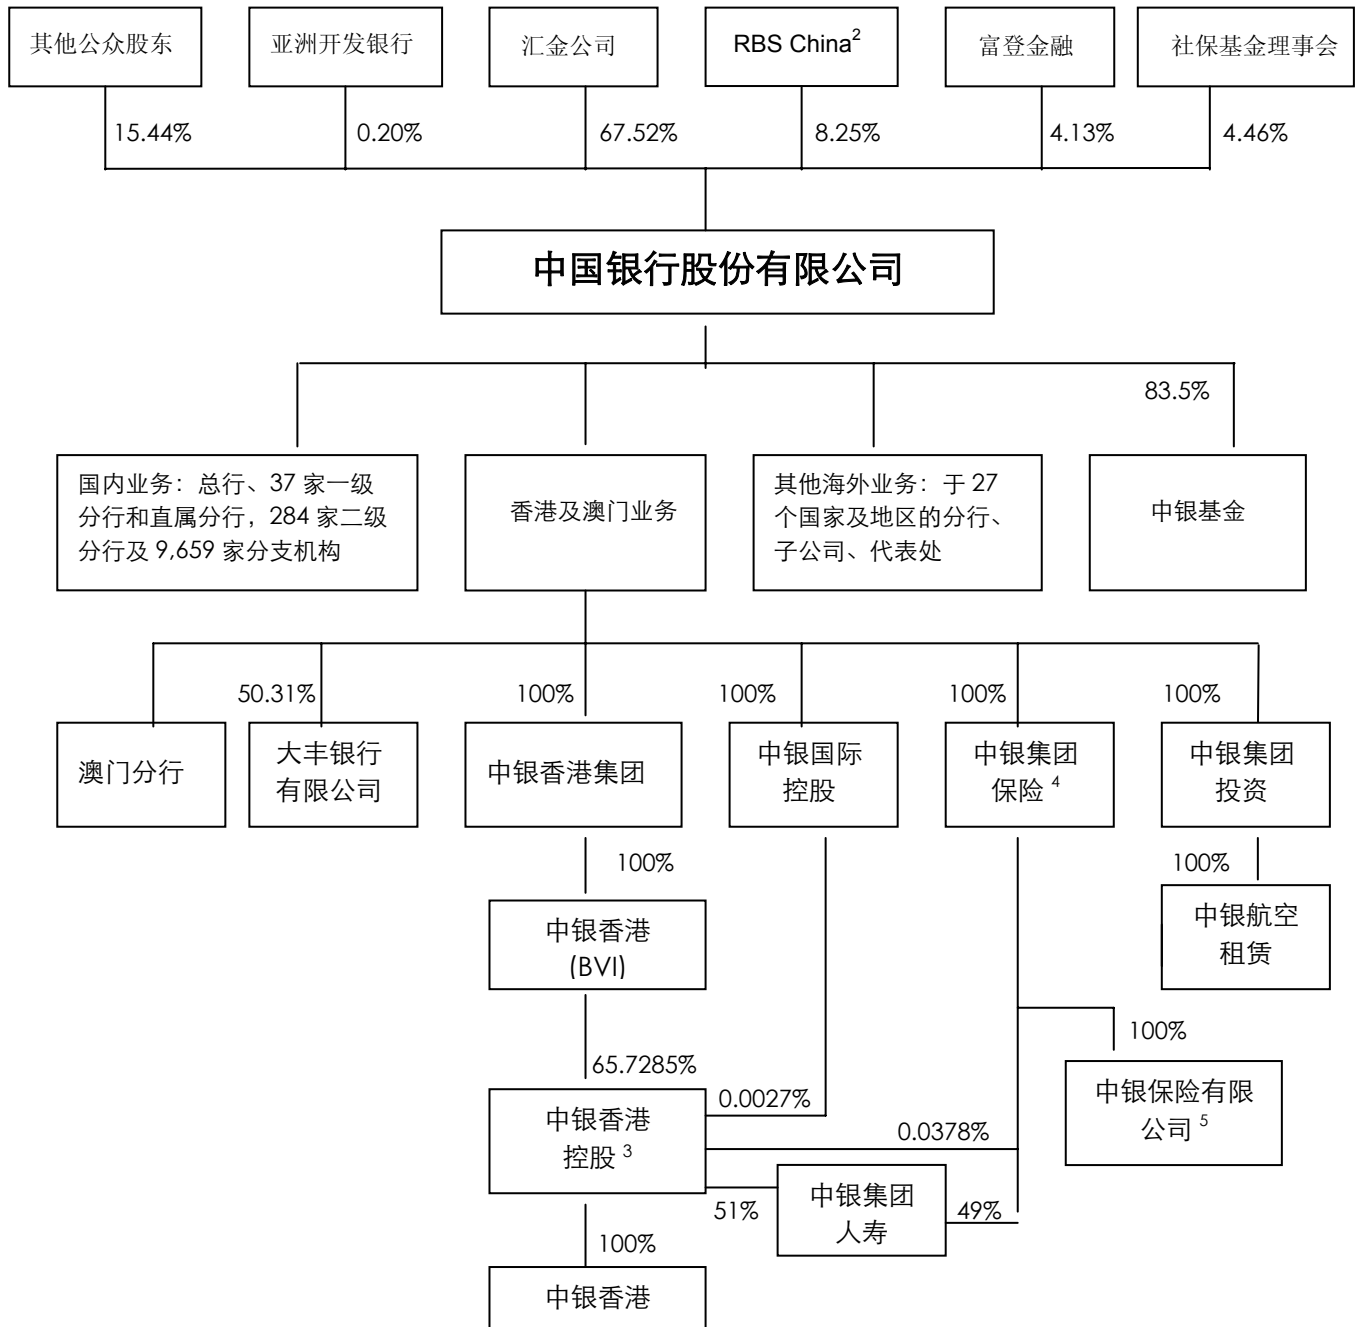 其他公众股东
亚洲开发银行
汇金公司
RBS China2
富登金融
社保基金理事会
15.44%
0.20%
67.52%
8.25%
4.13%
4.46%
中国银行股份有限公司
83.5%
国内业务：总行、37 家一级
分行和直属分行，284 家二级
分行及 9,659 家分支机构
香港及澳门业务
其他海外业务：于 27
个国家及地区的分行、
子公司、代表处
中银基金
50.31%
100%
100%
100%
100%
澳门分行
大丰银行
有限公司
中银香港集团
中银国际
控股
中银集团
保险 4
中银集团
投资
100%
100%
中银香港
(BVI)
中银航空
租赁
65.7285%
0.0027%
100%
中银香港
控股 3
0.0378%
中银保险有限
公司 5
51%
中银集团
人寿
49%
100%
中银香港